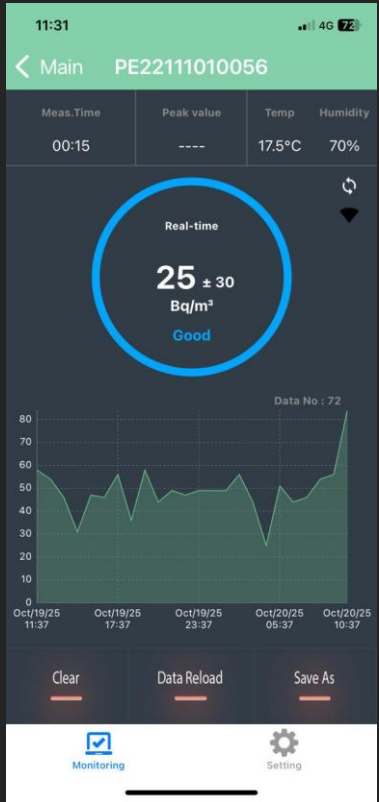 11:31 4G 72
Main PE22111010056
Meas.Time Peak value Temp Humidity
00:15 ---- 17.5°C 70%
Real-time
25 ± 30
Bq/m³
Good
Data No : 72
80
70
60
50
40
30
20
10
0
Oct/19/25 Oct/19/25 Oct/19/25 Oct/20/25 Oct/20/25
11:37 17:37 23:37 05:37 10:37
Clear Data Reload Save As
Monitoring Setting